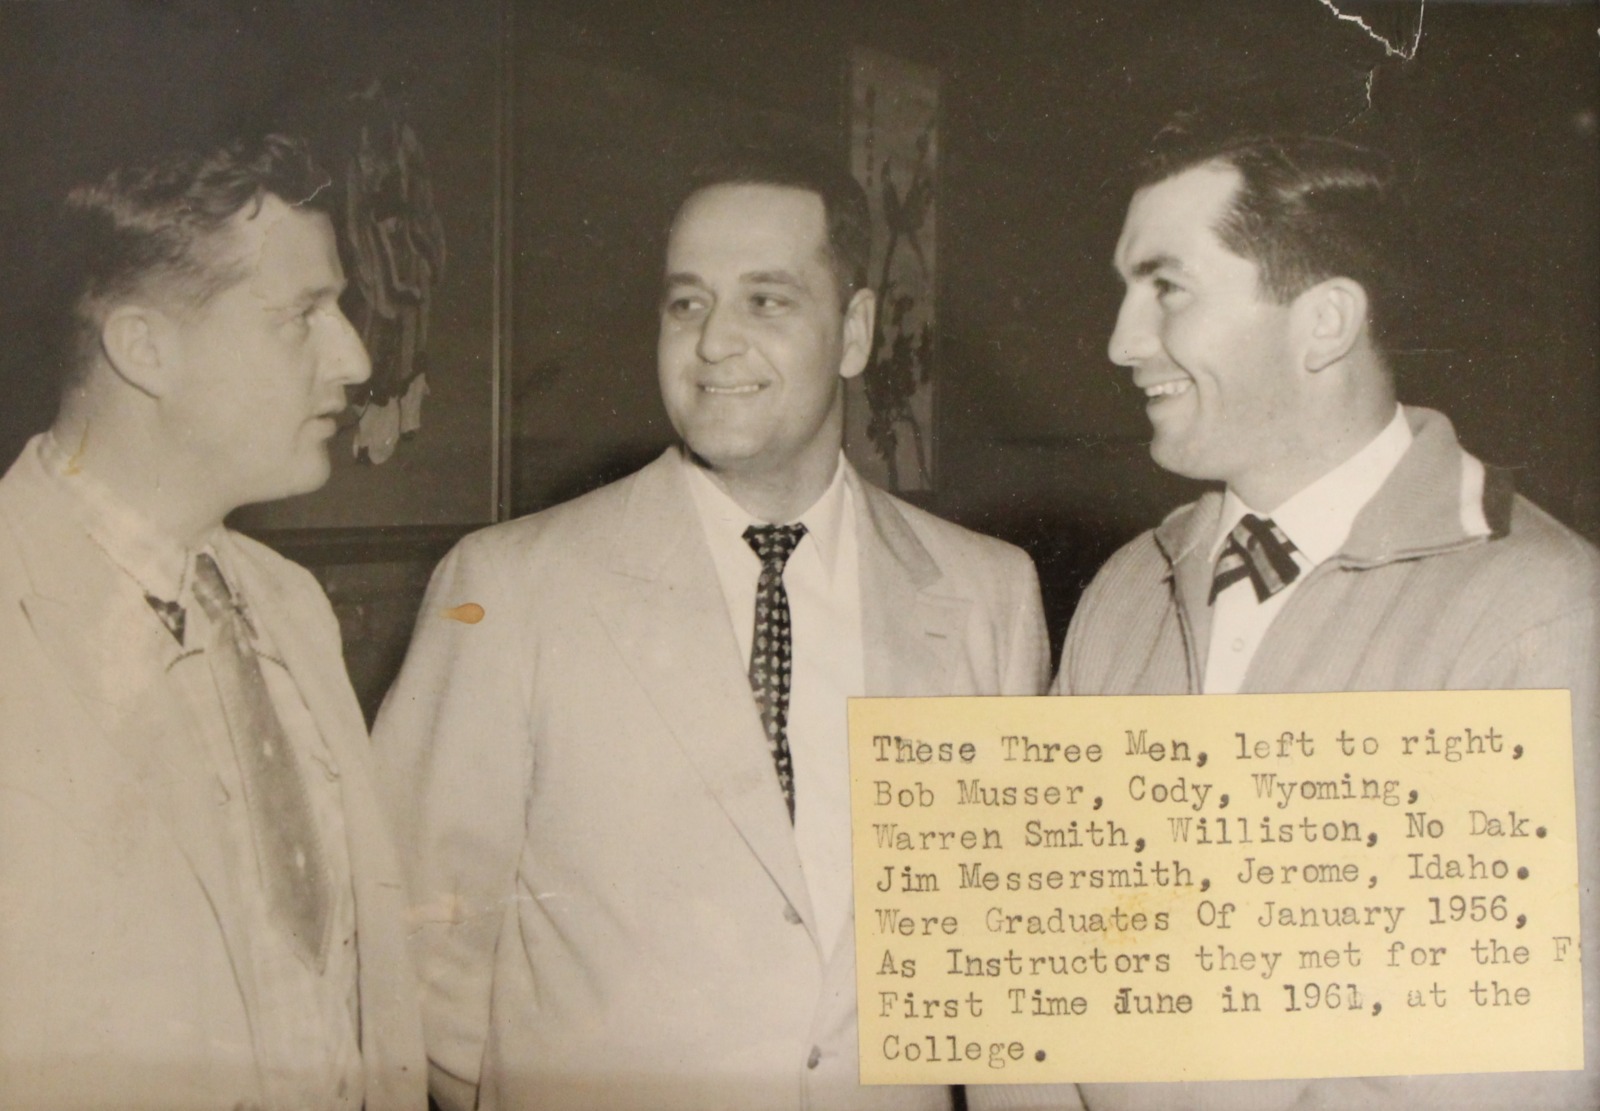 These Three Men, left to right,
Bob Musser, Cody, Wyoming,
Warren Smith, Williston, No Dak.
Jim Messersmith, Jerome, Idaho.
Were Graduates Of January 1956,
As Instructors they met for the F
First Time June in 1961, at the
College.